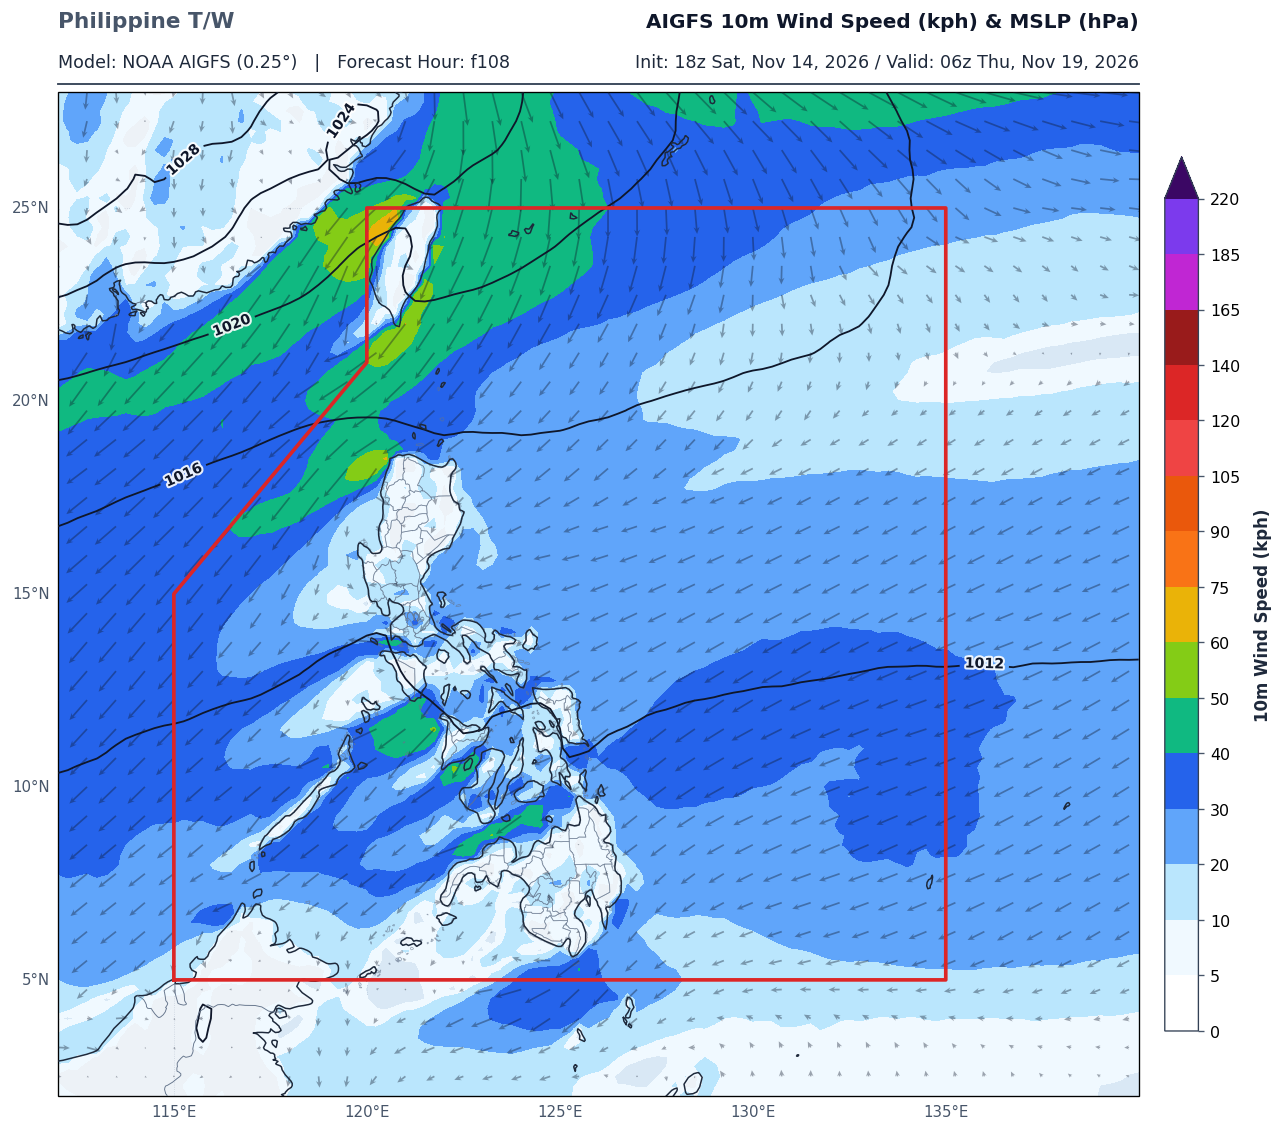 Philippine T/W
AIGFS 10m Wind Speed (kph) & MSLP (hPa)
Model: NOAA AIGFS (0.25°) | Forecast Hour: f108
Init: 18z Sat, Nov 14, 2026 / Valid: 06z Thu, Nov 19, 2026
1024
1028
1020
1016
1012
25°N
20°N
15°N
10°N
5°N
115°E
120°E
125°E
130°E
135°E
220
185
165
140
120
105
90
75
60
50
40
30
20
10
5
0
10m Wind Speed (kph)